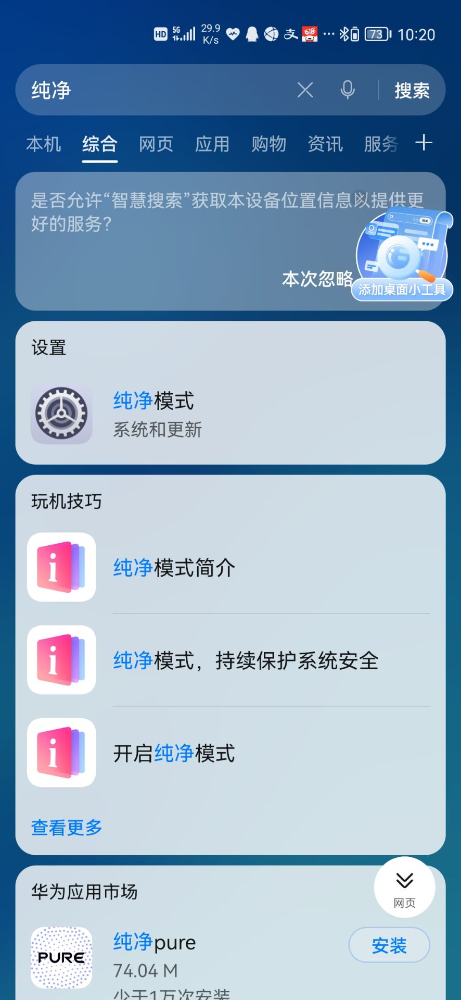 HD 5G 29.9 K/s 618 73 10:20
纯净 搜索
本机 综合 网页 应用 购物 资讯 服务
是否允许“智慧搜索”获取本设备位置信息以提供更
好的服务?
本次忽略
添加桌面小工具
设置
纯净模式
系统和更新
玩机技巧
i
纯净模式简介
i
纯净模式，持续保护系统安全
i
开启纯净模式
查看更多
网页
华为应用市场
PURE
纯净pure
安装
74.04 M
少于1万次安装